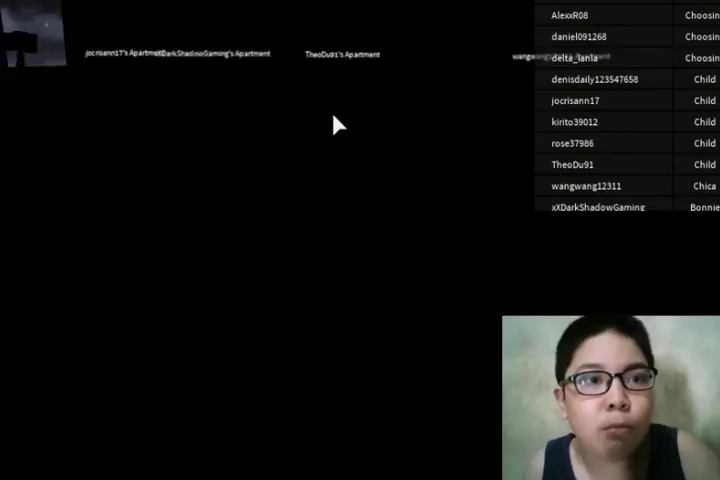 AlexxR08 Choosin
daniel091268 Choosin
jocrisann17's xXDarkShadowGaming's Apartment TheoDu91's Apartment
delta_lanla Choosin
denisdaily123547658 Child
jocrisann17 Child
kirito39012 Child
rose37986 Child
TheoDu91 Child
wangwang12311 Chica
xXDarkShadowGaming Bonnie